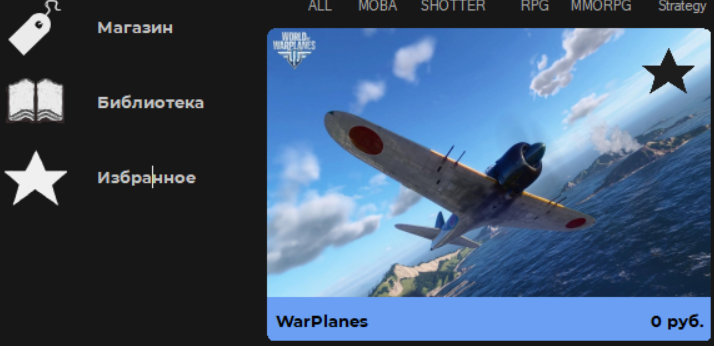 ALL MOBA SHOTTER RPG MMORPG Strategy
Магазин
Библиотека
Избранное
WORLD OF
WARPLANES
WarPlanes 0 руб.